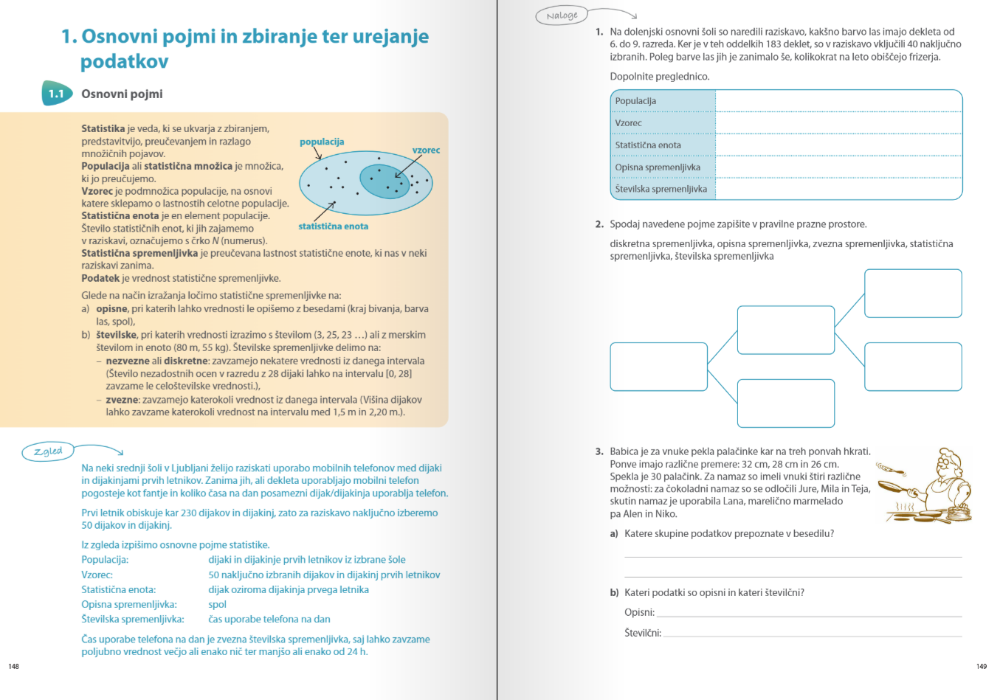 1. Osnovni pojmi in zbiranje ter urejanje
podatkov
1.1 Osnovni pojmi
Statistika je veda, ki se ukvarja z zbiranjem,
predstavitvijo, preučevanjem in razlago
množičnih pojavov.
Populacija ali statistična množica je množica,
ki jo preučujemo.
Vzorec je podmnožica populacije, na osnovi
katere sklepamo o lastnostih celotne populacije.
Statistična enota je en element populacije.
Število statističnih enot, ki jih zajamemo
v raziskavi, označujemo s črko N (numerus).
Statistična spremenljivka je preučevana lastnost statistične enote, ki nas v neki
raziskavi zanima.
Podatek je vrednost statistične spremenljivke.
populacija
vzorec
statistična enota
Glede na način izražanja ločimo statistične spremenljivke na:
a) opisne, pri katerih lahko vrednosti le opišemo z besedami (kraj bivanja, barva
las, spol),
b) številske, pri katerih vrednosti izrazimo s številom (3, 25, 23 …) ali z merskim
številom in enoto (80 m, 55 kg). Številske spremenljivke delimo na:
– nezvezne ali diskretne: zavzamejo nekatere vrednosti iz danega intervala
(Število nezadostnih ocen v razredu z 28 dijaki lahko na intervalu [0, 28]
zavzame le celoštevilske vrednosti.),
– zvezne: zavzamejo katerokoli vrednost iz danega intervala (Višina dijakov
lahko zavzame katerokoli vrednost na intervalu med 1,5 m in 2,20 m.).
Zgled
Na neki srednji šoli v Ljubljani želijo raziskati uporabo mobilnih telefonov med dijaki
in dijakinjami prvih letnikov. Zanima jih, ali dekleta uporabljajo mobilni telefon
pogosteje kot fantje in koliko časa na dan posamezni dijak/dijakinja uporablja telefon.
Prvi letnik obiskuje kar 230 dijakov in dijakinj, zato za raziskavo naključno izberemo
50 dijakov in dijakinj.
Iz zgleda izpišimo osnovne pojme statistike.
Populacija: dijaki in dijakinje prvih letnikov iz izbrane šole
Vzorec: 50 naključno izbranih dijakov in dijakinj prvih letnikov
Statistična enota: dijak oziroma dijakinja prvega letnika
Opisna spremenljivka: spol
Številska spremenljivka: čas uporabe telefona na dan
Čas uporabe telefona na dan je zvezna številska spremenljivka, saj lahko zavzame
poljubno vrednost večjo ali enako nič ter manjšo ali enako od 24 h.
148
Naloge
1. Na dolenjski osnovni šoli so naredili raziskavo, kakšno barvo las imajo dekleta od
6. do 9. razreda. Ker je v teh oddelkih 183 deklet, so v raziskavo vključili 40 naključno
izbranih. Poleg barve las jih je zanimalo še, kolikokrat na leto obiščejo frizerja.
Dopolnite preglednico.
Populacija
Vzorec
Statistična enota
Opisna spremenljivka
Številska spremenljivka
2. Spodaj navedene pojme zapišite v pravilne prazne prostore.
diskretna spremenljivka, opisna spremenljivka, zvezna spremenljivka, statistična
spremenljivka, številska spremenljivka
3. Babica je za vnuke pekla palačinke kar na treh ponvah hkrati.
Ponve imajo različne premere: 32 cm, 28 cm in 26 cm.
Spekla je 30 palačink. Za namaz so imeli vnuki štiri različne
možnosti: za čokoladni namaz so se odločili Jure, Mila in Teja,
skutin namaz je uporabila Lana, marelično marmelado
pa Alen in Niko.
a) Katere skupine podatkov prepoznate v besedilu?
b) Kateri podatki so opisni in kateri številčni?
Opisni:
Številčni:
149